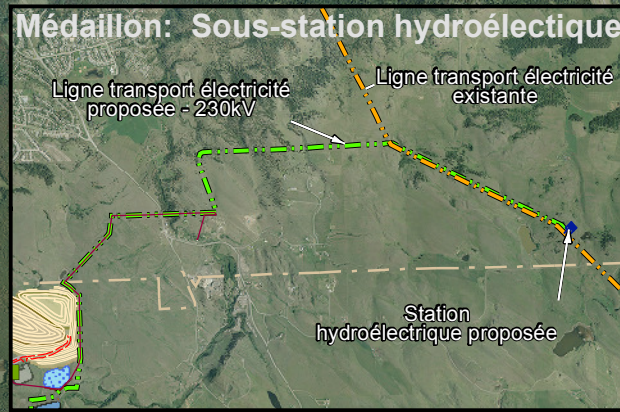 Médaillon: Sous-station hydroélectique
Ligne transport électricité
proposée - 230kV
Ligne transport électricité
existante
Station
hydroélectrique proposée